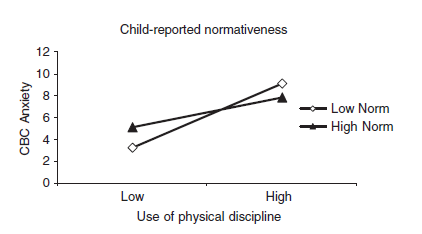 Child-reported normativeness
CBC Anxiety
12
10
8
6
4
2
0
Low
High
Use of physical discipline
Low Norm
High Norm